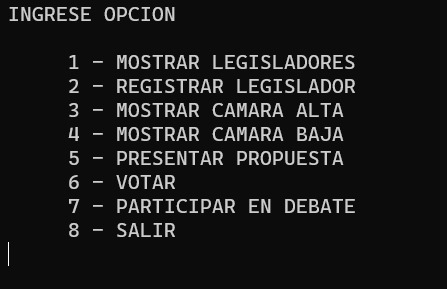 INGRESE OPCION
1 - MOSTRAR LEGISLADORES
2 - REGISTRAR LEGISLADOR
3 - MOSTRAR CAMARA ALTA
4 - MOSTRAR CAMARA BAJA
5 - PRESENTAR PROPUESTA
6 - VOTAR
7 - PARTICIPAR EN DEBATE
8 - SALIR